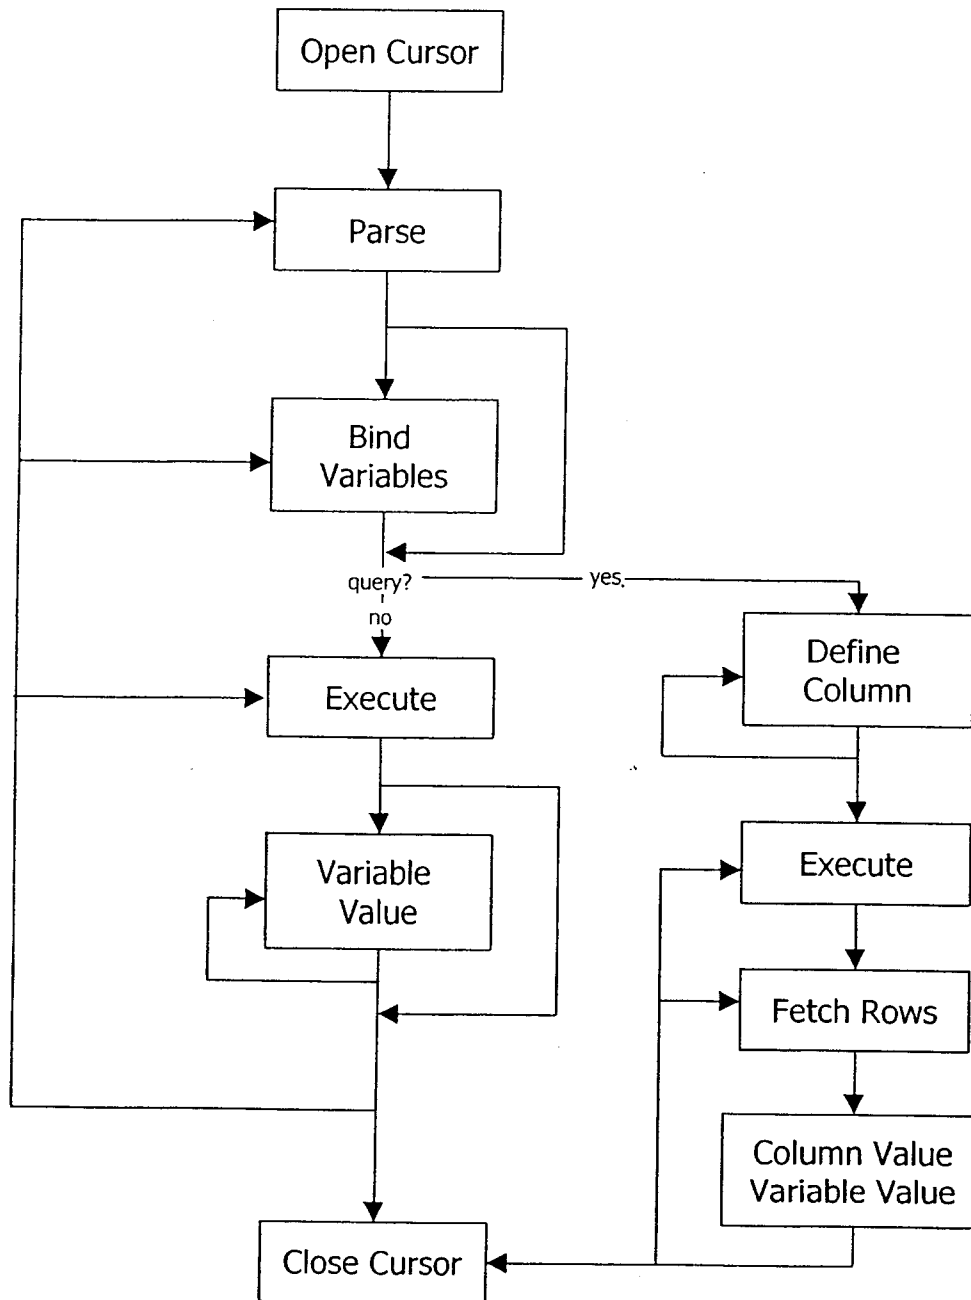 Open Cursor
Parse
Bind
Variables
query?
yes
no
Define
Column
Execute
Execute
Variable
Value
Fetch Rows
Column Value
Variable Value
Close Cursor